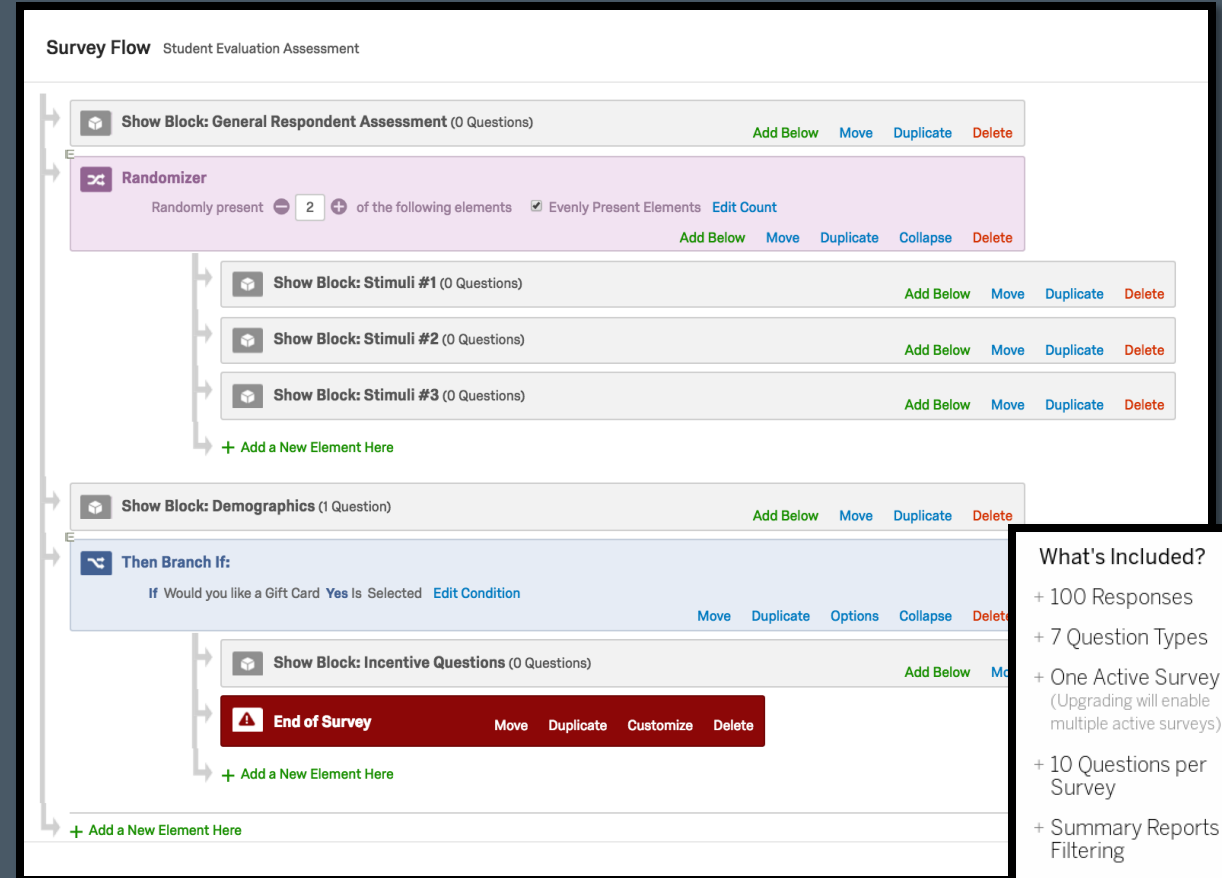 Survey Flow Student Evaluation Assessment
Show Block: General Respondent Assessment (0 Questions)
Add Below Move Duplicate Delete
Randomizer
Randomly present 2 of the following elements Evenly Present Elements Edit Count
Add Below Move Duplicate Collapse Delete
Show Block: Stimuli #1 (0 Questions)
Add Below Move Duplicate Delete
Show Block: Stimuli #2 (0 Questions)
Add Below Move Duplicate Delete
Show Block: Stimuli #3 (0 Questions)
Add Below Move Duplicate Delete
+ Add a New Element Here
Show Block: Demographics (1 Question)
Add Below Move Duplicate Delete
Then Branch If:
If Would you like a Gift Card Yes Is Selected Edit Condition
Move Duplicate Options Collapse Delete
Show Block: Incentive Questions (0 Questions)
Add Below
End of Survey
Move Duplicate Customize Delete
+ Add a New Element Here
+ Add a New Element Here
What's Included?
+ 100 Responses
+ 7 Question Types
+ One Active Survey
(Upgrading will enable
multiple active surveys)
+ 10 Questions per
Survey
+ Summary Reports
Filtering